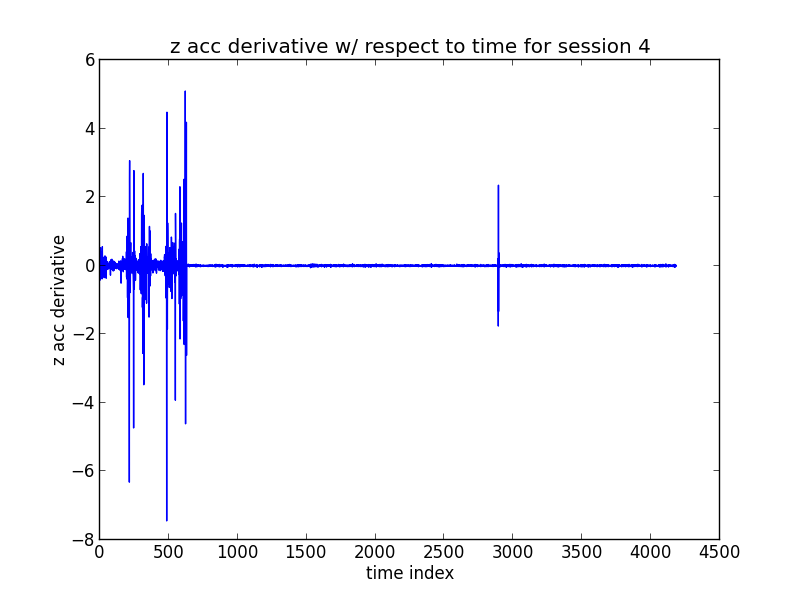 z acc derivative w/ respect to time for session 4
6
4
2
0
−2
−4
−6
−8
z acc derivative
0 500 1000 1500 2000 2500 3000 3500 4000 4500
time index